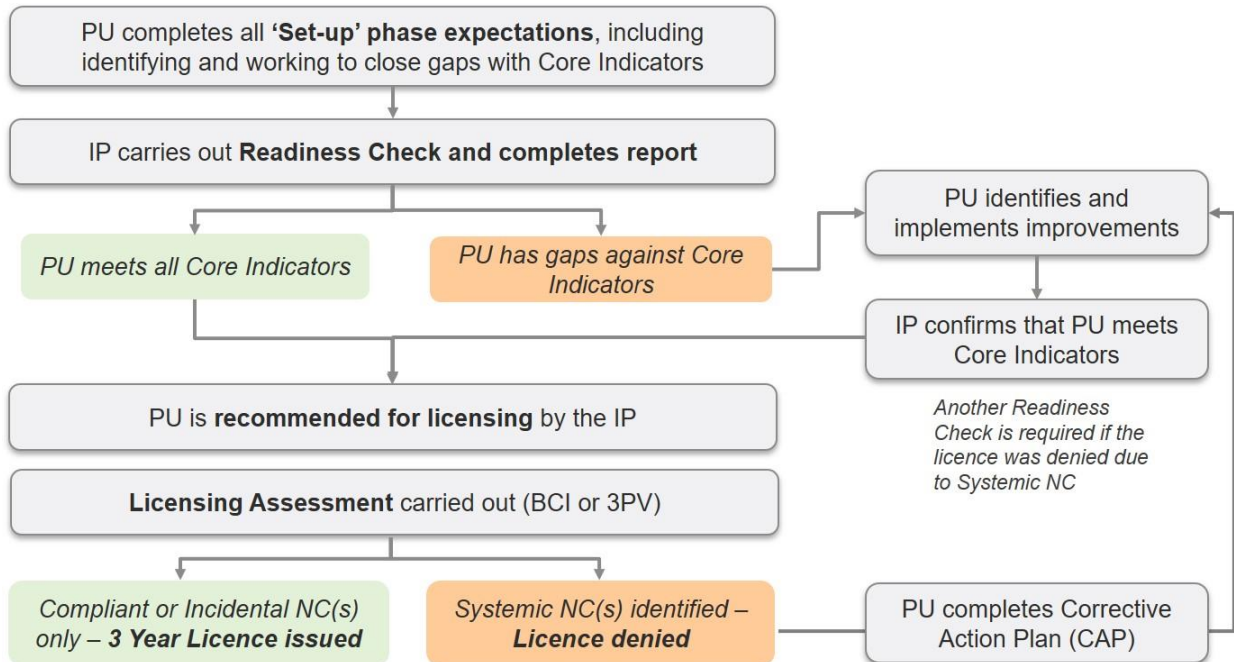 PU completes all ‘Set-up’ phase expectations, including
identifying and working to close gaps with Core Indicators
IP carries out Readiness Check and completes report
PU meets all Core Indicators
PU has gaps against Core
Indicators
PU identifies and
implements improvements
IP confirms that PU meets
Core Indicators
Another Readiness
Check is required if the
licence was denied due
to Systemic NC
PU is recommended for licensing by the IP
Licensing Assessment carried out (BCI or 3PV)
Compliant or Incidental NC(s)
only – 3 Year Licence issued
Systemic NC(s) identified –
Licence denied
PU completes Corrective
Action Plan (CAP)